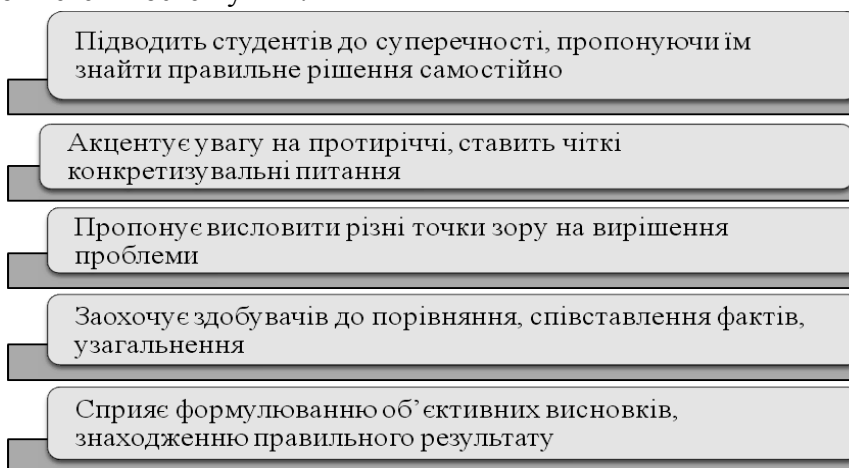 Підводить студентів до суперечності, пропонуючи їм
знайти правильне рішення самостійно
Акцентує увагу на протиріччі, ставить чіткі
конкретизувальні питання
Пропонує висловити різні точки зору на вирішення
проблеми
Заохочує здобувачів до порівняння, співставлення фактів,
узагальнення
Сприяє формулюванню об’єктивних висновків,
знаходженню правильного результату